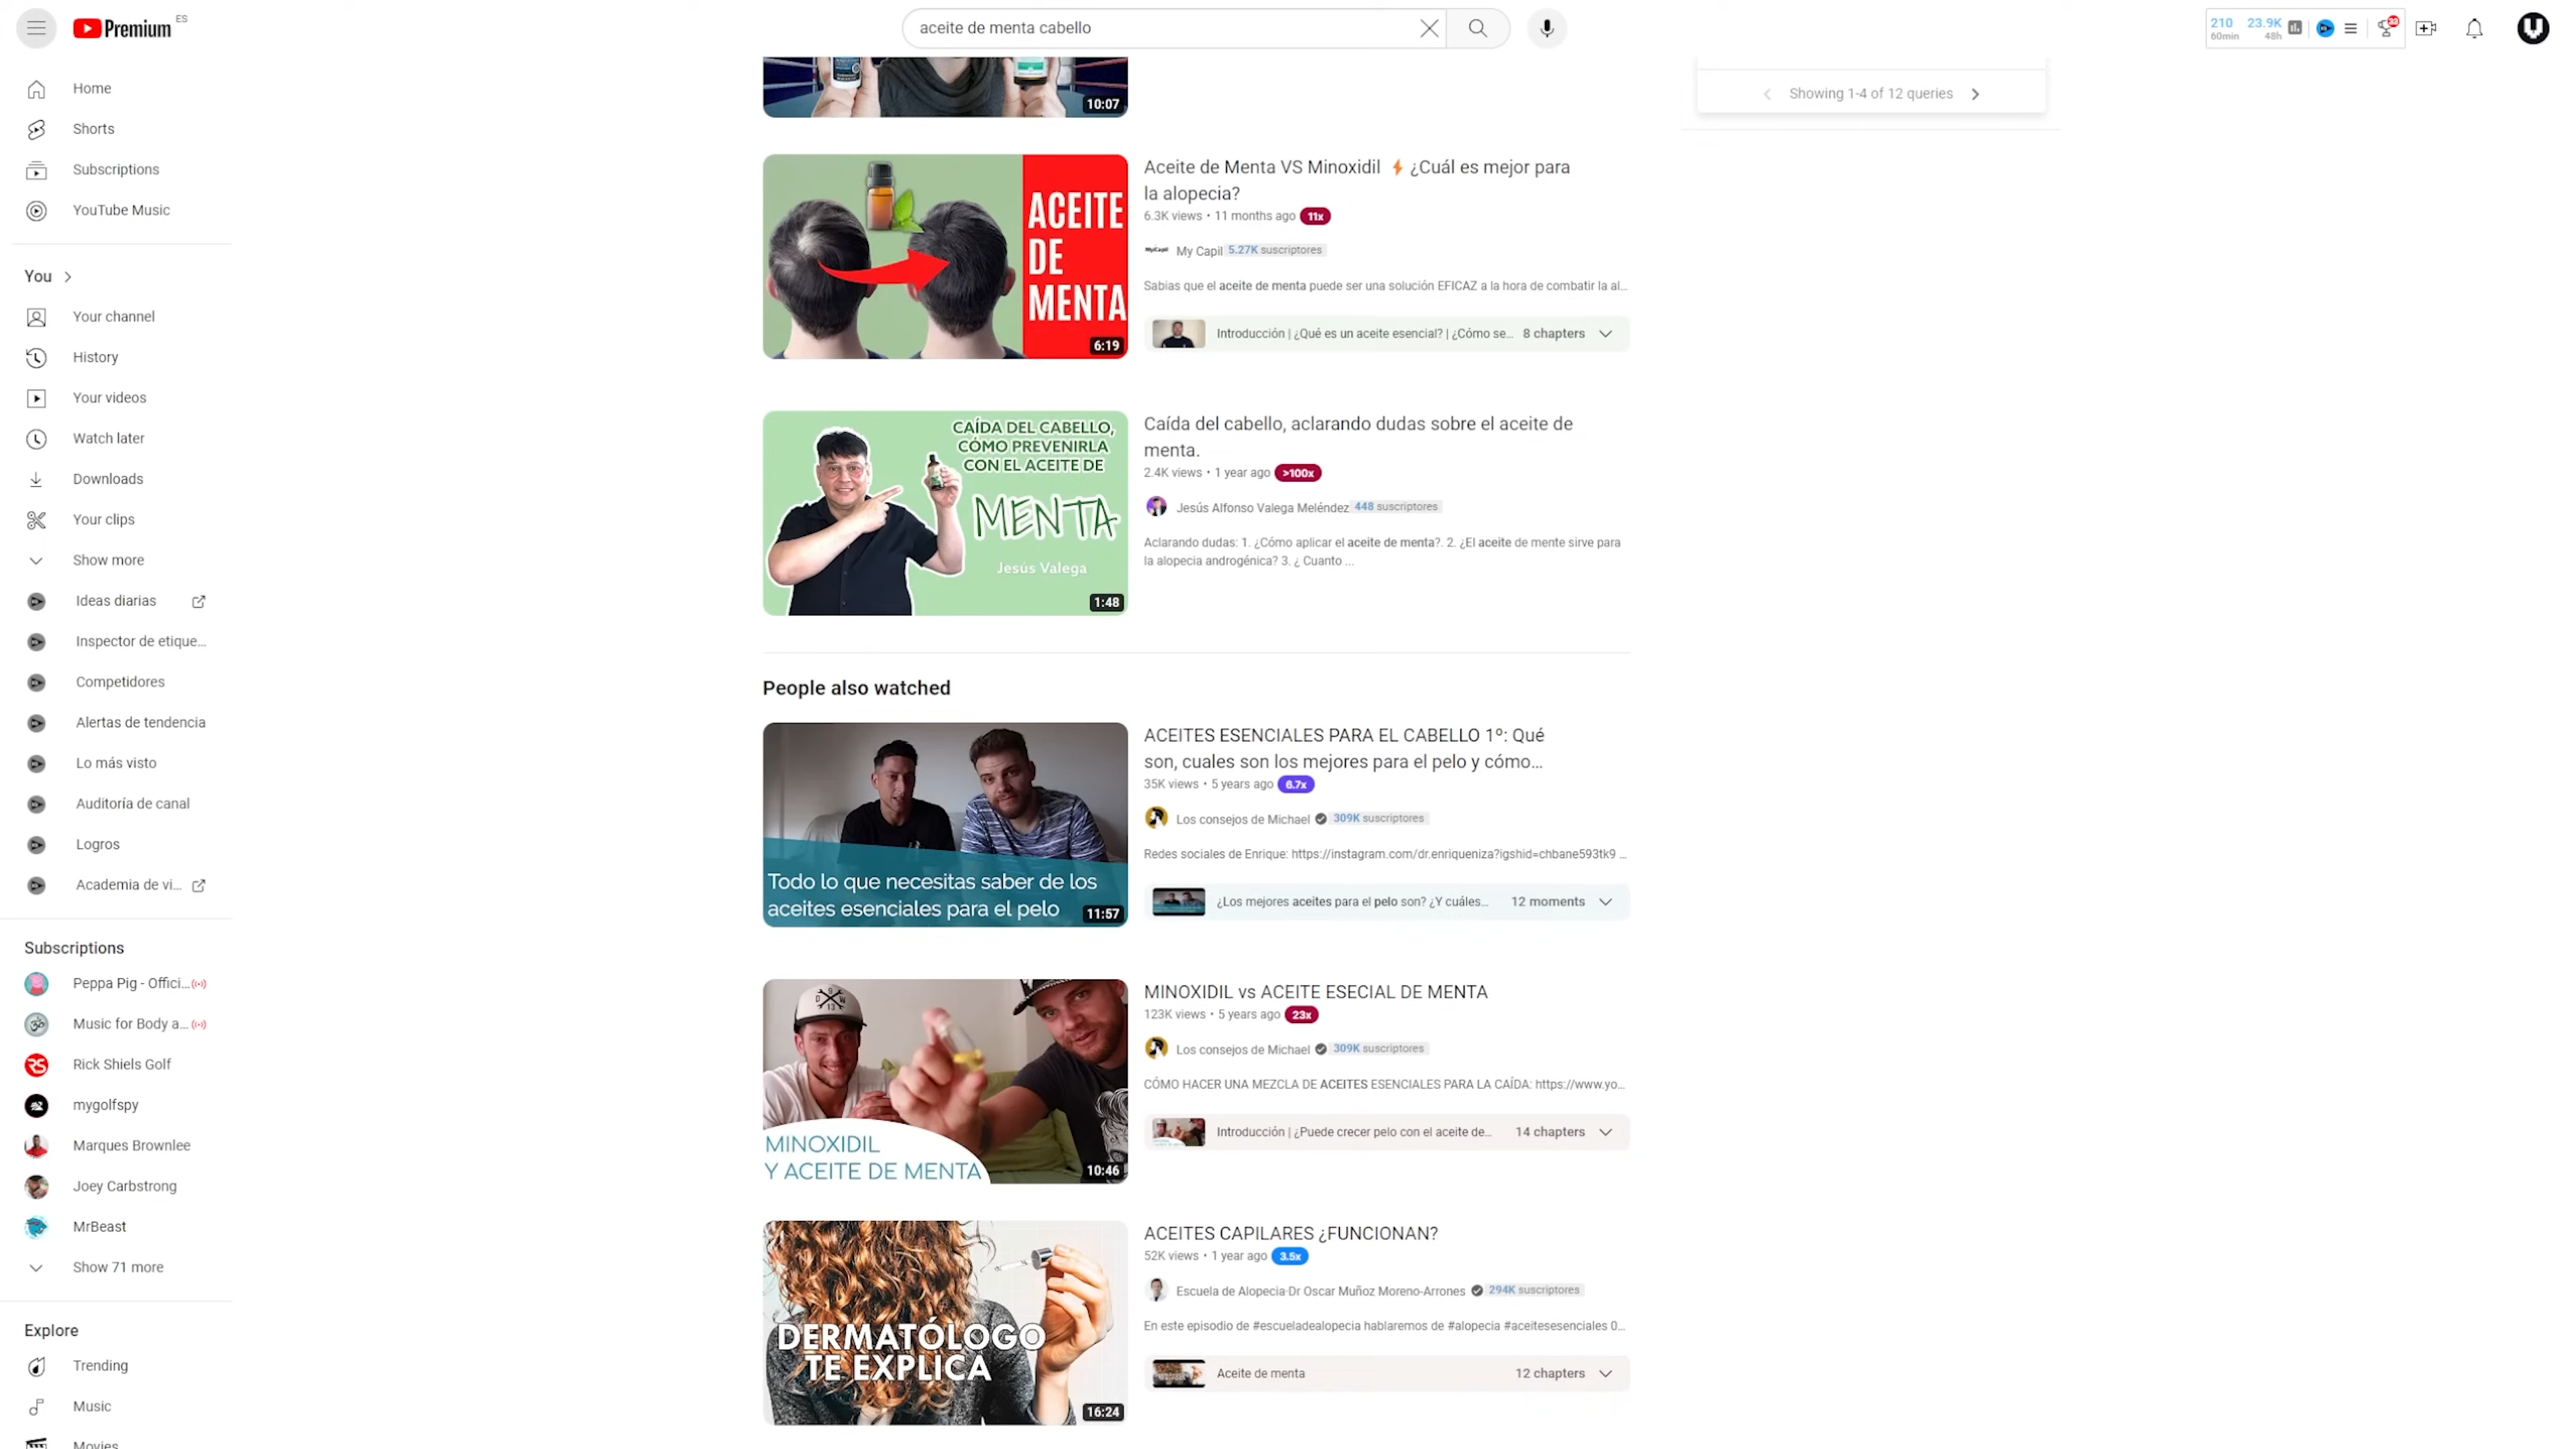 Premium ES
aceite de menta cabello
210 23.9K
60min 48h
Home
Shorts
Subscriptions
YouTube Music
You
Your channel
History
Your videos
Watch later
Downloads
Your clips
Show more
Ideas diarias
Inspector de etique...
Competidores
Alertas de tendencia
Lo más visto
Auditoría de canal
Logros
Academia de vi...
Subscriptions
Peppa Pig - Offici...
Music for Body a...
Rick Shiels Golf
mygolfspy
Marques Brownlee
Joey Carbstrong
MrBeast
Show 71 more
Explore
Trending
Music
Movies
10:07
ACEITE
DE
MENTA
6:19
Aceite de Menta VS Minoxidil ⚡ ¿Cuál es mejor para
la alopecia?
6.3K views • 11 months ago 11x
My Capil 5.27K suscriptores
Sabias que el aceite de menta puede ser una solución EFICAZ a la hora de combatir la al...
Introducción | ¿Qué es un aceite esencial? | ¿Cómo se... 8 chapters
CAÍDA DEL CABELLO,
CÓMO PREVENIRLA
CON EL ACEITE DE
MENTA
Jesús Valega
1:48
Caída del cabello, aclarando dudas sobre el aceite de
menta.
2.4K views • 1 year ago >100x
Jesús Alfonso Valega Meléndez 448 suscriptores
Aclarando dudas: 1. ¿Cómo aplicar el aceite de menta?. 2. ¿El aceite de mente sirve para
la alopecia androgénica? 3. ¿ Cuanto ...
People also watched
Todo lo que necesitas saber de los
aceites esenciales para el pelo
11:57
ACEITES ESENCIALES PARA EL CABELLO 1º: Qué
son, cuales son los mejores para el pelo y cómo...
35K views • 5 years ago 6.7x
Los consejos de Michael 309K suscriptores
Redes sociales de Enrique: https://instagram.com/dr.enriqueniza?igshid=chbane593tk9 ...
¿Los mejores aceites para el pelo son? ¿Y cuáles... 12 moments
MINOXIDIL
Y ACEITE DE MENTA
10:46
MINOXIDIL vs ACEITE ESECIAL DE MENTA
123K views • 5 years ago 23x
Los consejos de Michael 309K suscriptores
CÓMO HACER UNA MEZCLA DE ACEITES ESENCIALES PARA LA CAÍDA: https://www.yo...
Introducción | ¿Puede crecer pelo con el aceite de... 14 chapters
DERMATÓLOGO
TE EXPLICA
16:24
ACEITES CAPILARES ¿FUNCIONAN?
52K views • 1 year ago 3.5x
Escuela de Alopecia·Dr Oscar Muñoz Moreno-Arrones 294K suscriptores
En este episodio de #escueladealopecia hablaremos de #alopecia #aceitesesenciales 0...
Aceite de menta 12 chapters
Showing 1-4 of 12 queries